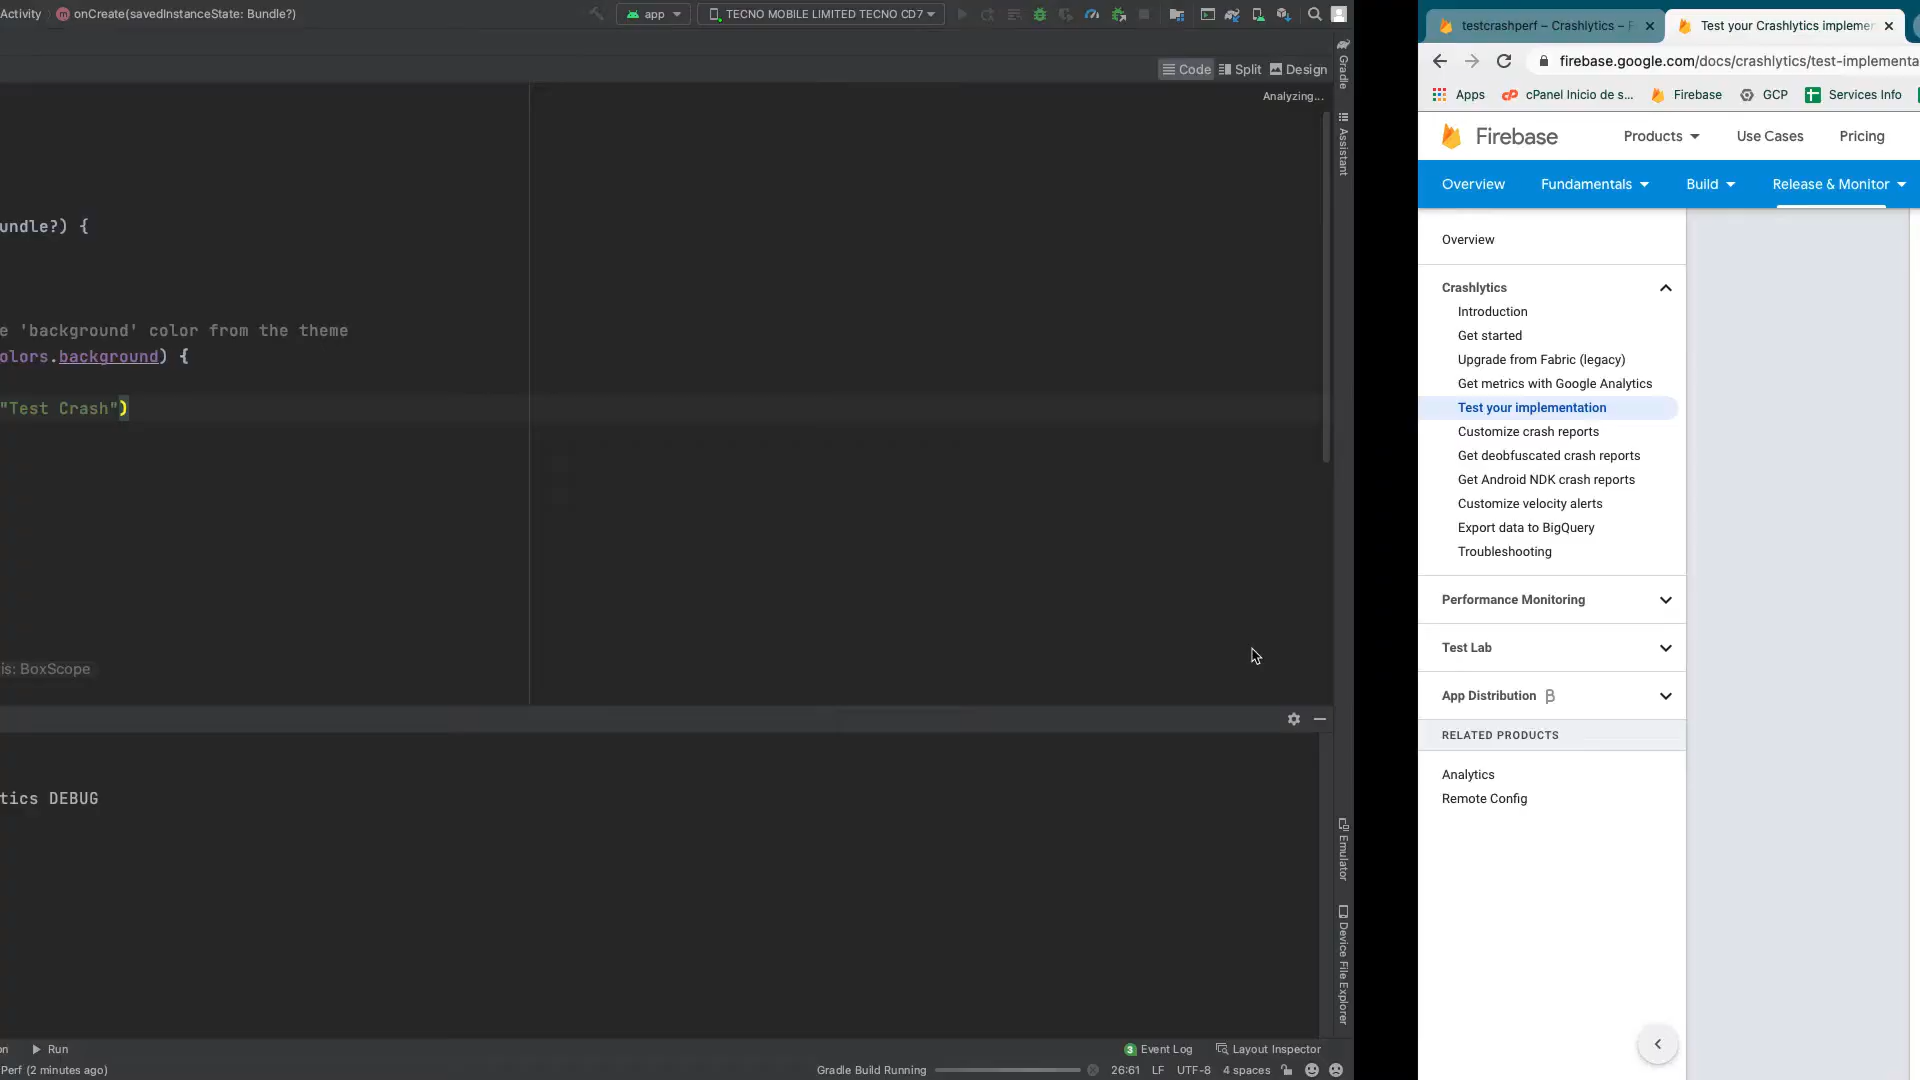 Activity
onCreate(savedInstanceState: Bundle?)
app
TECNO MOBILE LIMITED TECNO CD7
Code
Split
Design
Analyzing...
undle?) {
e 'background' color from the theme
olors.background) {
"Test Crash")
is: BoxScope
tics DEBUG
on
Run
3
Event Log
Layout Inspector
Perf (2 minutes ago)
Gradle Build Running
26:61
LF
UTF-8
4 spaces
Gradle
Assistant
Emulator
Device File Explorer
testcrashperf – Crashlytics – F
Test your Crashlytics implemen
firebase.google.com/docs/crashlytics/test-implementa
Apps
cPanel Inicio de s...
Firebase
GCP
Services Info
Firebase
Products
Use Cases
Pricing
Overview
Fundamentals
Build
Release & Monitor
Overview
Crashlytics
Introduction
Get started
Upgrade from Fabric (legacy)
Get metrics with Google Analytics
Test your implementation
Customize crash reports
Get deobfuscated crash reports
Get Android NDK crash reports
Customize velocity alerts
Export data to BigQuery
Troubleshooting
Performance Monitoring
Test Lab
App Distribution β
RELATED PRODUCTS
Analytics
Remote Config